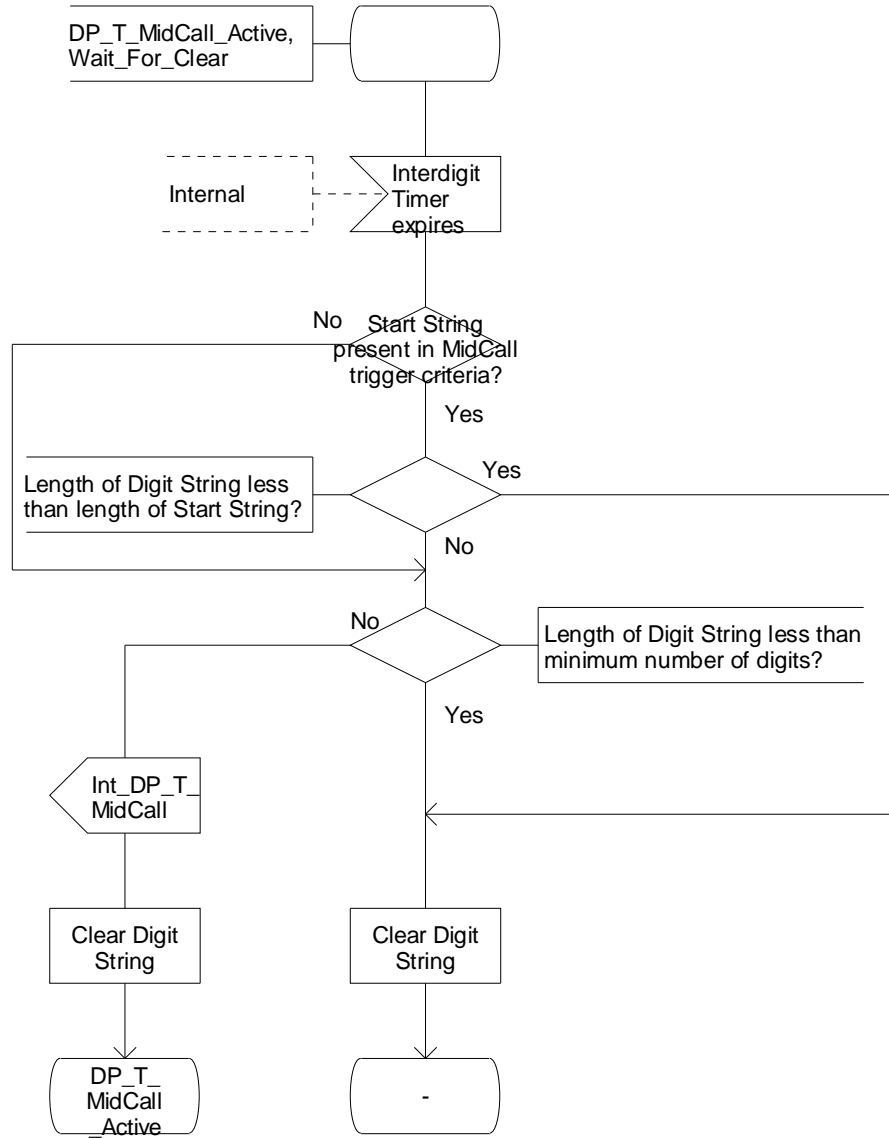 DP_T_MidCall_Active,
Wait_For_Clear
Internal
Interdigit
Timer
expires
No
Start String
present in MidCall
trigger criteria?
Yes
Length of Digit String less
than length of Start String?
Yes
No
No
Length of Digit String less than
minimum number of digits?
Yes
Int_DP_T_
MidCall
Clear Digit
String
Clear Digit
String
DP_T_
MidCall
_Active
-